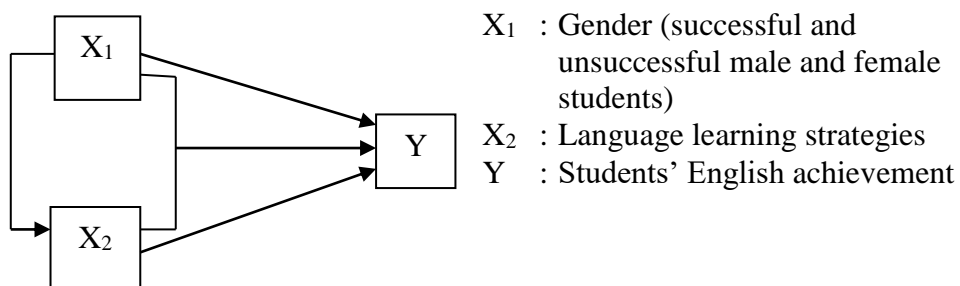 X₁
X₂
Y
X₁ : Gender (successful and
unsuccessful male and female
students)
X₂ : Language learning strategies
Y : Students’ English achievement